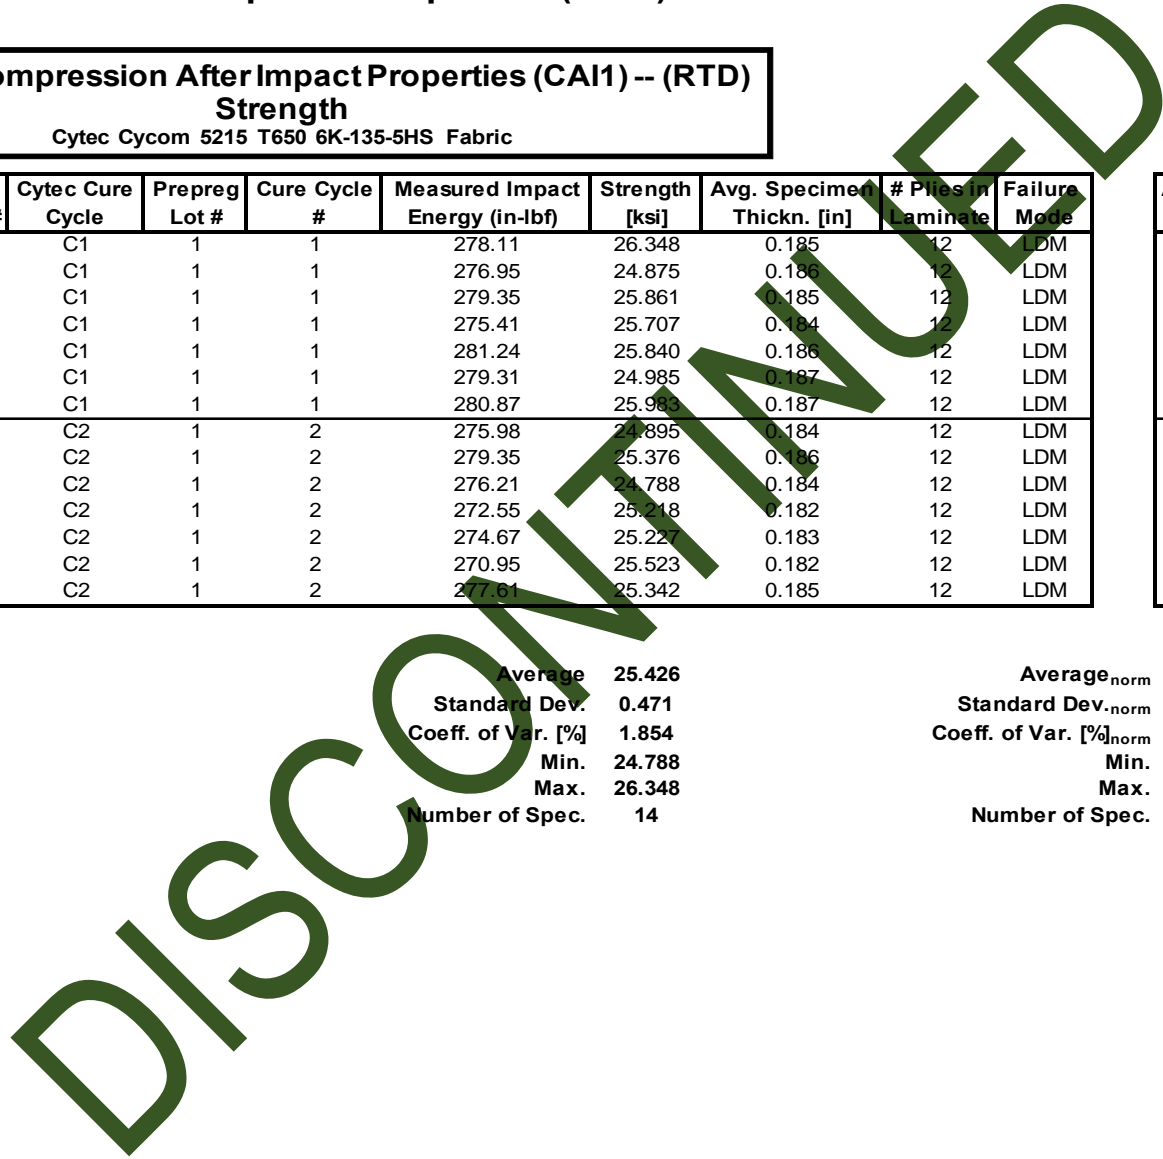 ompression After Impact Properties (CAI1) -- (RTD)
Strength
Cytec Cycom 5215 T650 6K-135-5HS Fabric
Cytec Cure Prepreg Cure Cycle Measured Impact Strength Avg. Specimen # Plies in Failure
# Cycle Lot # # Energy (in-lbf) [ksi] Thickn. [in] Laminate Mode
C1 1 1 278.11 26.348 0.185 12 LDM
C1 1 1 276.95 24.875 0.186 12 LDM
C1 1 1 279.35 25.861 0.185 12 LDM
C1 1 1 275.41 25.707 0.184 12 LDM
C1 1 1 281.24 25.840 0.186 12 LDM
C1 1 1 279.31 24.985 0.187 12 LDM
C1 1 1 280.87 25.983 0.187 12 LDM
C2 1 2 275.98 24.895 0.184 12 LDM
C2 1 2 279.35 25.376 0.186 12 LDM
C2 1 2 276.21 24.788 0.184 12 LDM
C2 1 2 272.55 25.218 0.182 12 LDM
C2 1 2 274.67 25.227 0.183 12 LDM
C2 1 2 270.95 25.523 0.182 12 LDM
C2 1 2 277.61 25.342 0.185 12 LDM
Average 25.426 Average norm
Standard Dev. 0.471 Standard Dev. norm
Coeff. of Var. [%] 1.854 Coeff. of Var. [%] norm
Min. 24.788 Min.
Max. 26.348 Max.
Number of Spec. 14 Number of Spec.
DISCONTINUED